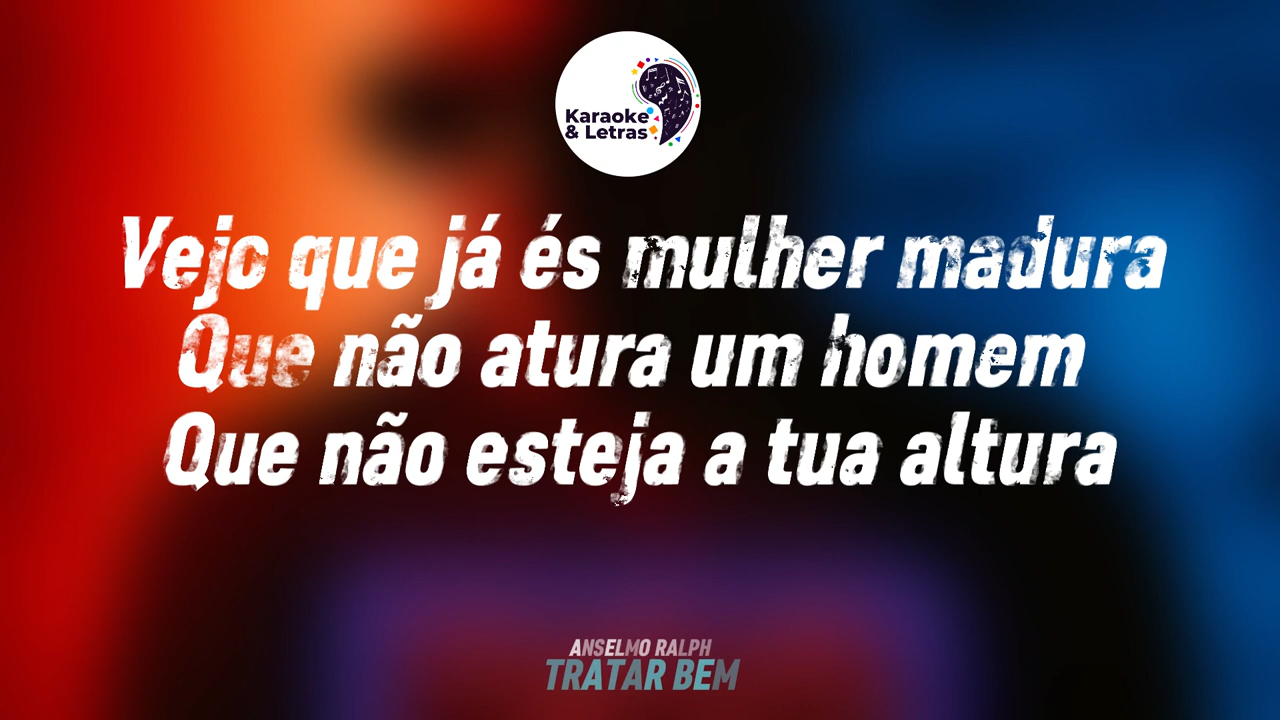 Karaoke
& Letras
Vejo que já és mulher madura
Que não atura um homem
Que não esteja a tua altura
ANSELMO RALPH
TRATAR BEM